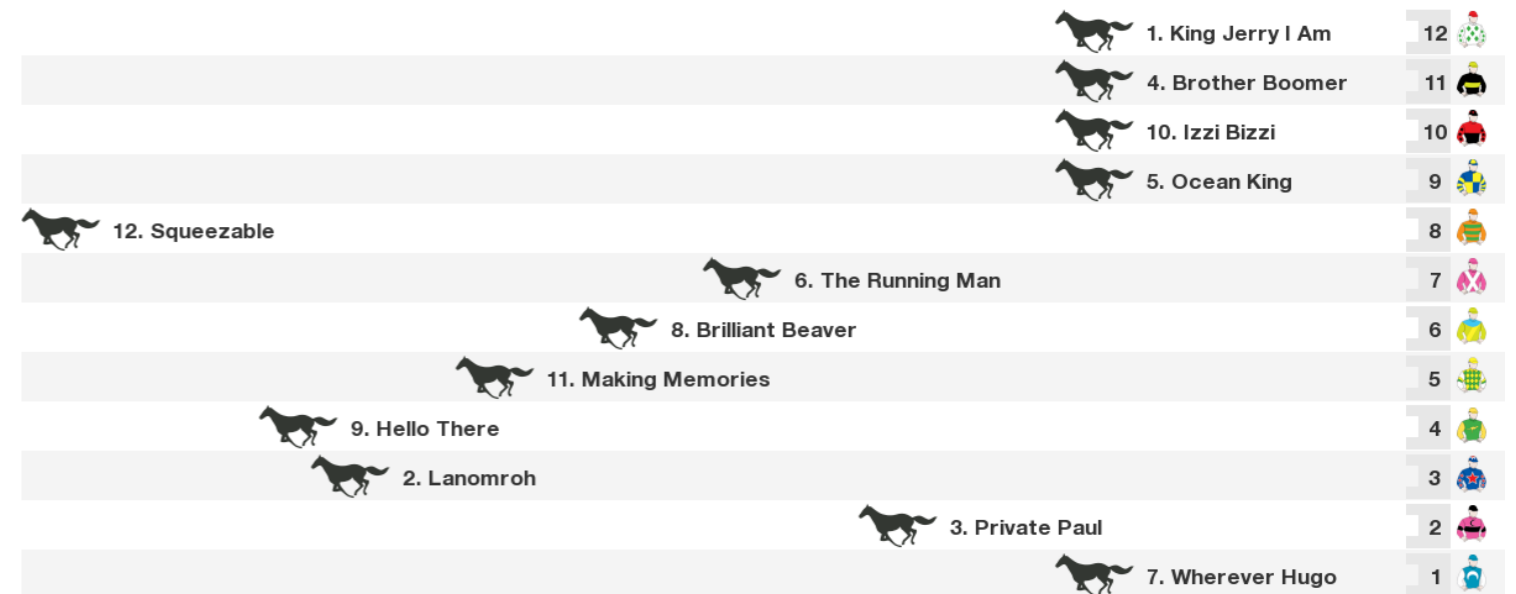 1. King Jerry I Am 12
4. Brother Boomer 11
10. Izzi Bizzi 10
5. Ocean King 9
12. Squeezable 8
6. The Running Man 7
8. Brilliant Beaver 6
11. Making Memories 5
9. Hello There 4
2. Lanomroh 3
3. Private Paul 2
7. Wherever Hugo 1